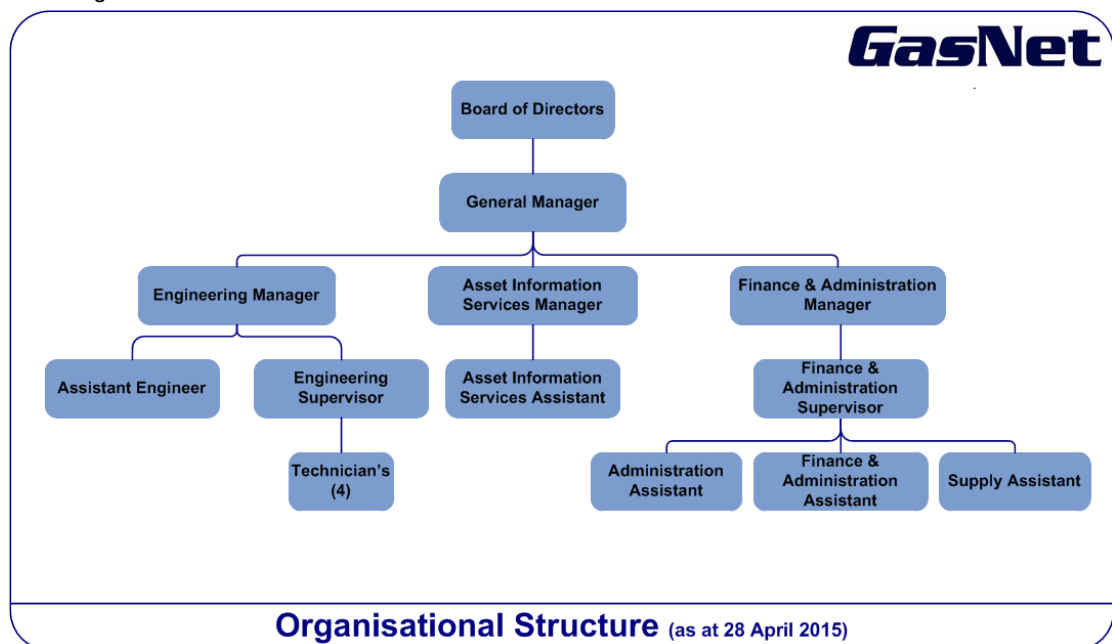 GasNet
Board of Directors
General Manager
Engineering Manager
Asset Information
Services Manager
Finance & Administration
Manager
Assistant Engineer
Engineering
Supervisor
Asset Information
Services Assistant
Finance &
Administration
Supervisor
Technician's
(4)
Administration
Assistant
Finance &
Administration
Assistant
Supply Assistant
Organisational Structure (as at 28 April 2015)